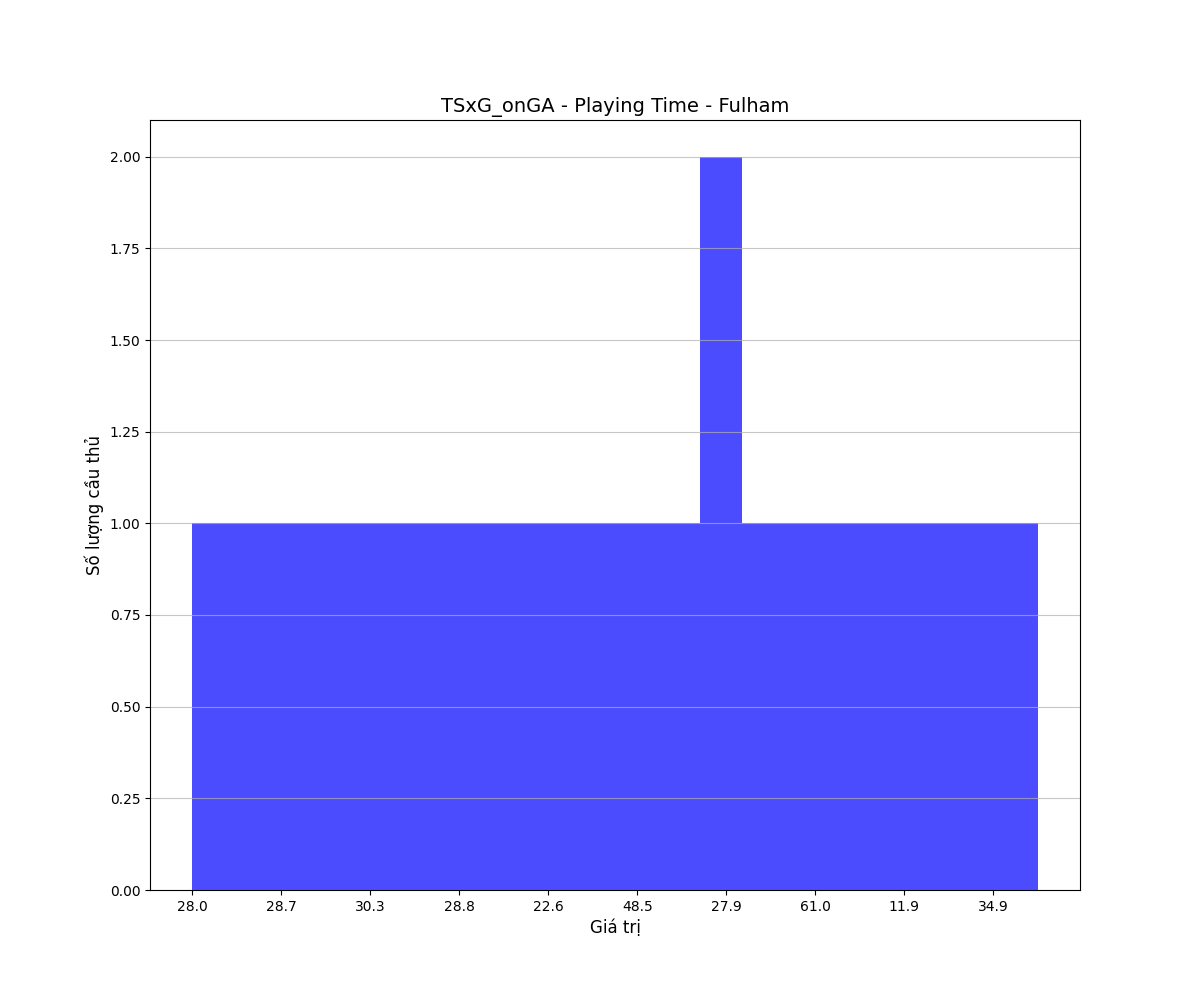 TSxG_onGA - Playing Time - Fulham
Số lượng cầu thủ
2.00
1.75
1.50
1.25
1.00
0.75
0.50
0.25
0.00
28.0 28.7 30.3 28.8 22.6 48.5 27.9 61.0 11.9 34.9
Giá trị